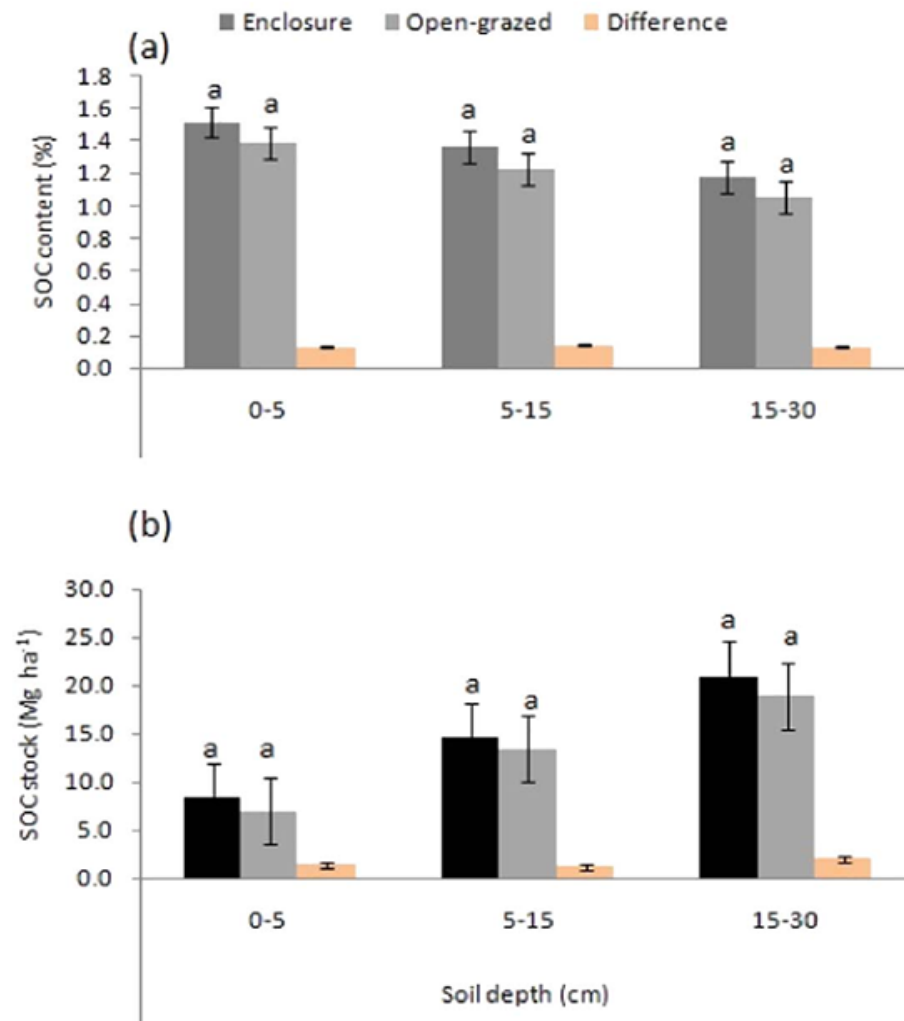 Enclosure Open-grazed Difference
(a)
SOC content (%)
1.8
1.6
1.4
1.2
1.0
0.8
0.6
0.4
0.2
0.0
a a a a a a
0-5 5-15 15-30
(b)
SOC stock (Mg ha⁻¹)
30.0
25.0
20.0
15.0
10.0
5.0
0.0
a a a a a a
0-5 5-15 15-30
Soil depth (cm)